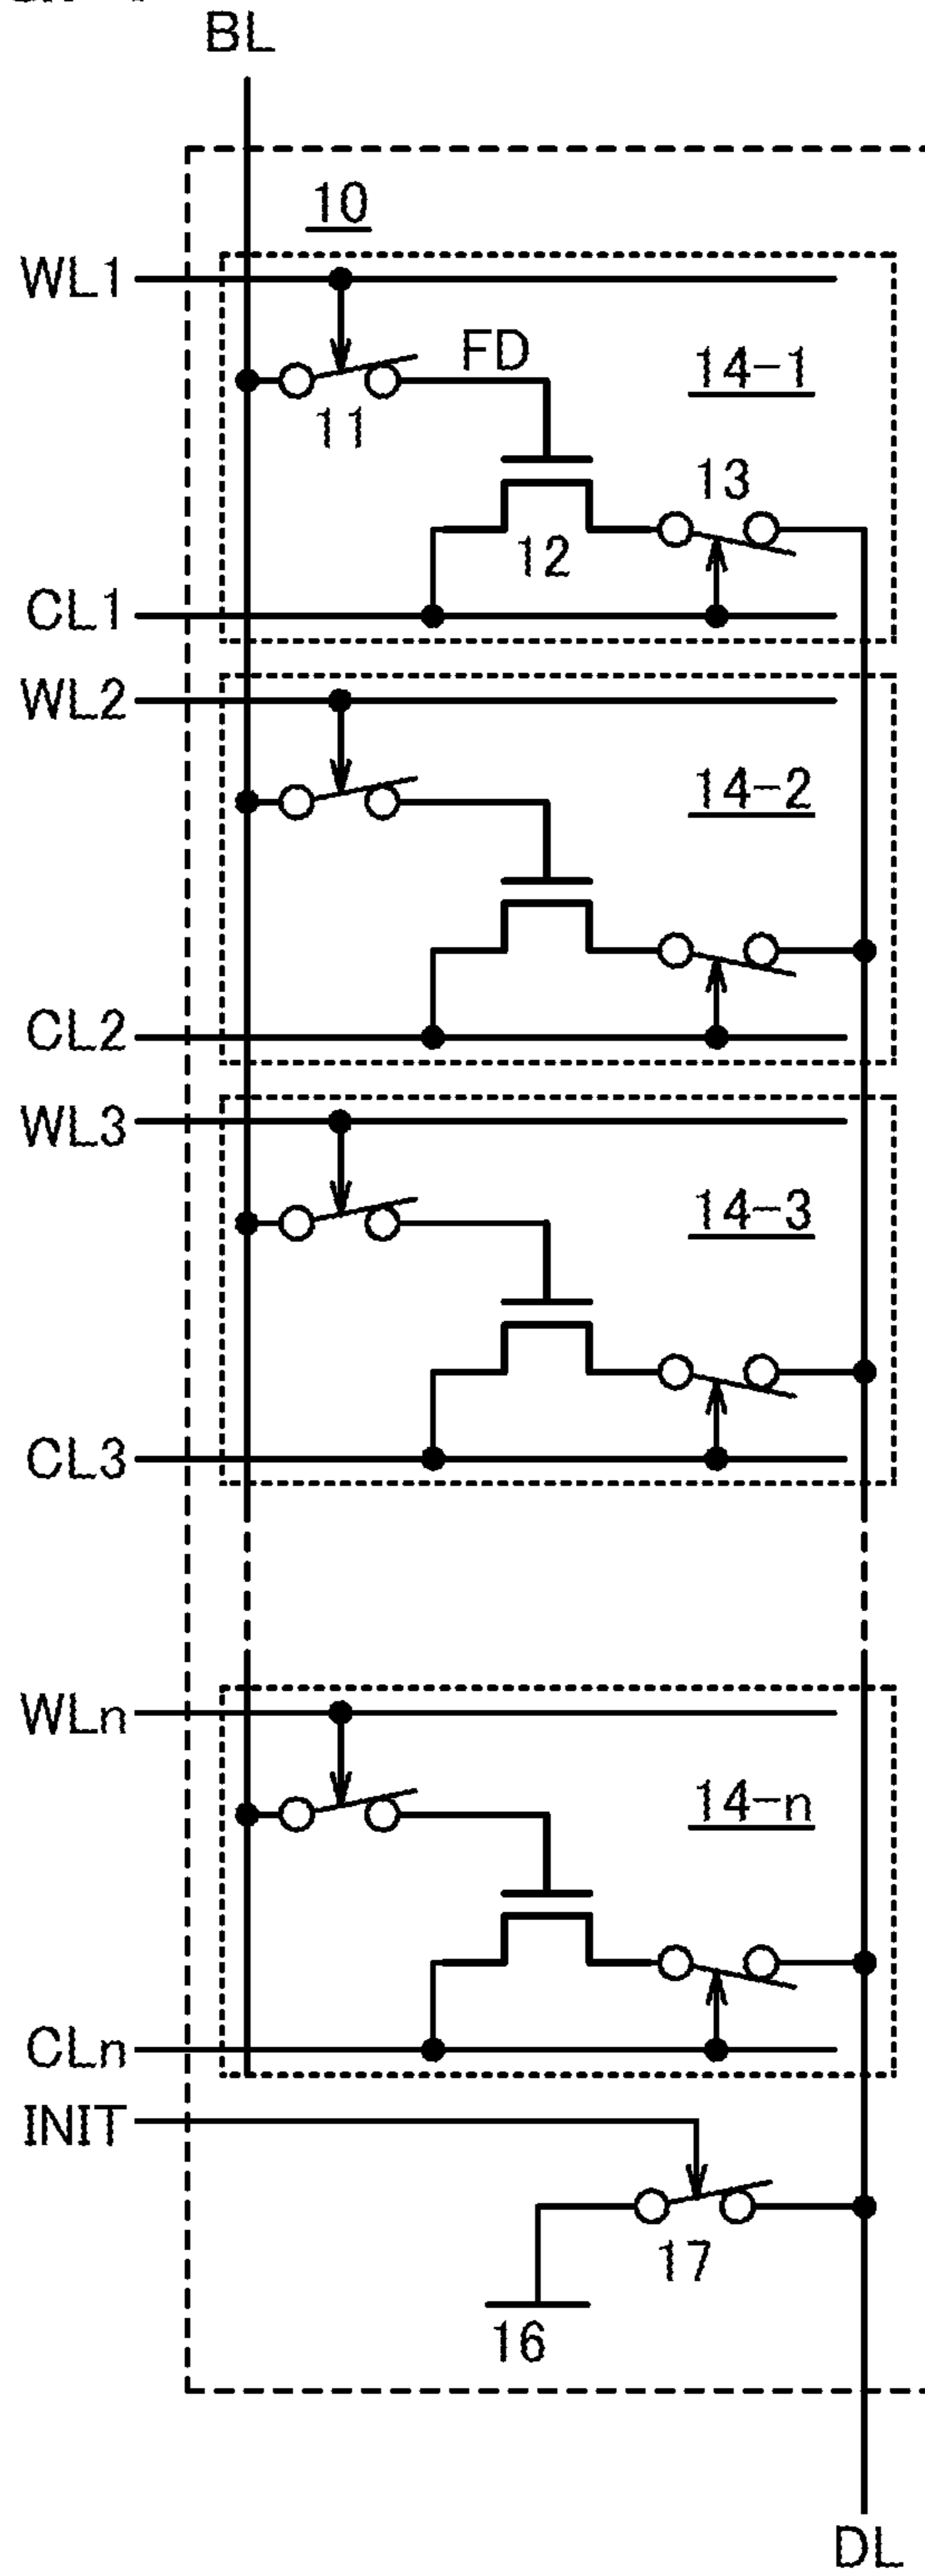 BL
10
WL1
FD
14-1
11
13
12
CL1
WL2
14-2
CL2
WL3
14-3
CL3
WLn
14-n
CLn
INIT
17
16
DL